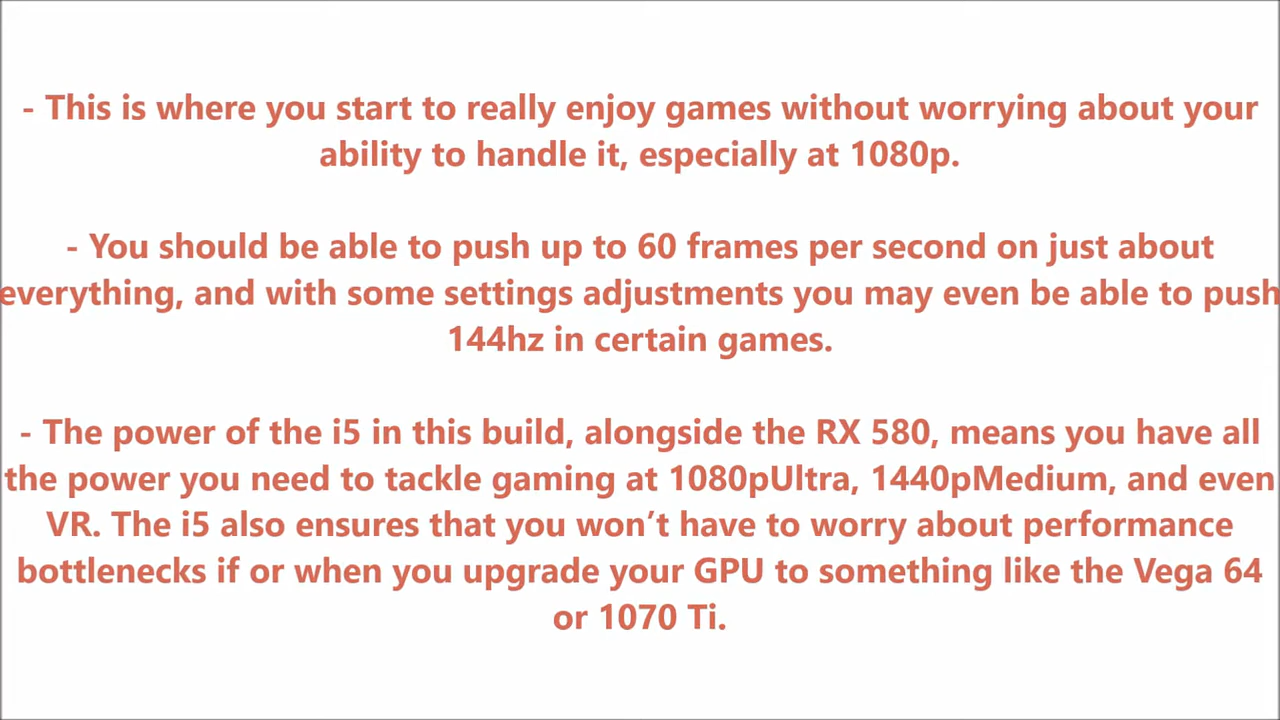 - This is where you start to really enjoy games without worrying about your
ability to handle it, especially at 1080p.
- You should be able to push up to 60 frames per second on just about
everything, and with some settings adjustments you may even be able to push
144hz in certain games.
- The power of the i5 in this build, alongside the RX 580, means you have all
the power you need to tackle gaming at 1080pUltra, 1440pMedium, and even
VR. The i5 also ensures that you won’t have to worry about performance
bottlenecks if or when you upgrade your GPU to something like the Vega 64
or 1070 Ti.